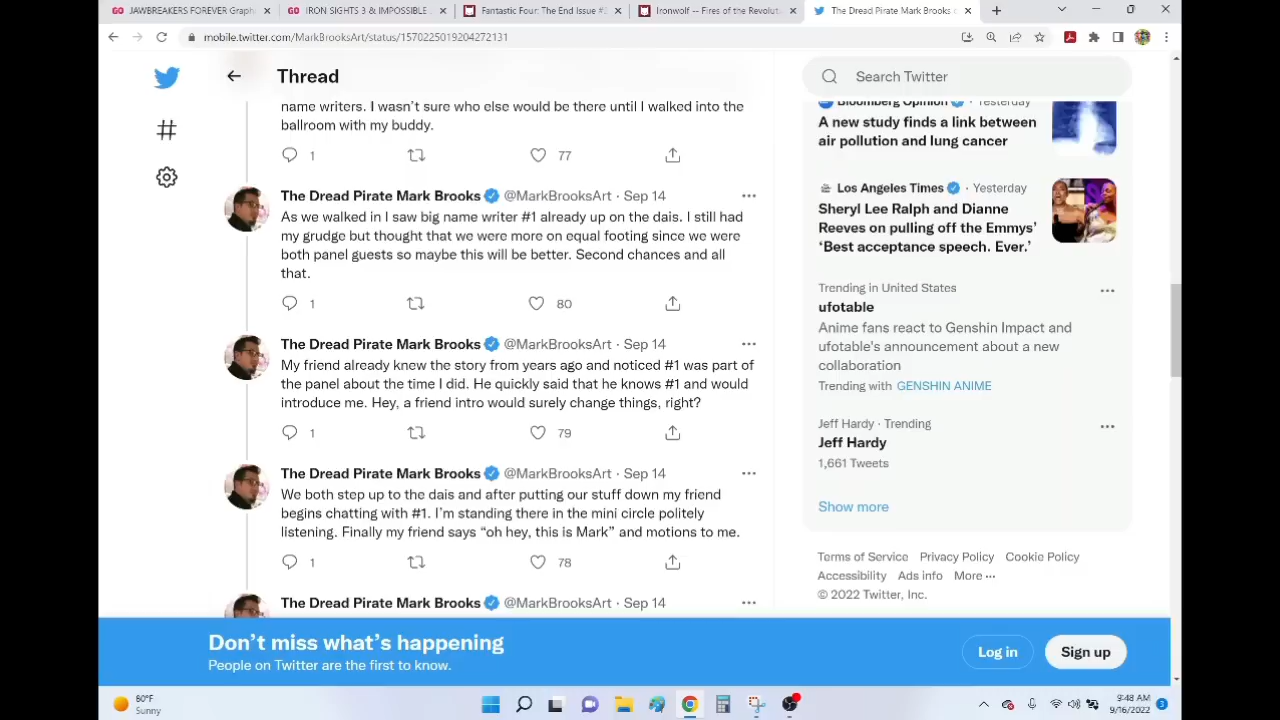 JAWBREAKERS FOREVER Graph
IRON SIGHTS 3 & IMPOSSIBLE
Fantastic Four: The End Issue #
Ironwolf -- Fires of the Revolut
The Dread Pirate Mark Brooks
mobile.twitter.com/MarkBrooksArt/status/1570225019204272131
Thread
name writers. I wasn't sure who else would be there until I walked into the
ballroom with my buddy.
1 77
The Dread Pirate Mark Brooks @MarkBrooksArt · Sep 14
As we walked in I saw big name writer #1 already up on the dais. I still had
my grudge but thought that we were more on equal footing since we were
both panel guests so maybe this will be better. Second chances and all
that.
1 80
The Dread Pirate Mark Brooks @MarkBrooksArt · Sep 14
My friend already knew the story from years ago and noticed #1 was part of
the panel about the time I did. He quickly said that he knows #1 and would
introduce me. Hey, a friend intro would surely change things, right?
1 79
The Dread Pirate Mark Brooks @MarkBrooksArt · Sep 14
We both step up to the dais and after putting our stuff down my friend
begins chatting with #1. I'm standing there in the mini circle politely
listening. Finally my friend says “oh hey, this is Mark” and motions to me.
1 78
The Dread Pirate Mark Brooks @MarkBrooksArt · Sep 14
Search Twitter
Bloomberg Opinion · Yesterday
A new study finds a link between
air pollution and lung cancer
Los Angeles Times · Yesterday
Sheryl Lee Ralph and Dianne
Reeves on pulling off the Emmys'
‘Best acceptance speech. Ever.’
Trending in United States
ufotable
Anime fans react to Genshin Impact and
ufotable's announcement about a new
collaboration
Trending with GENSHIN ANIME
Jeff Hardy · Trending
Jeff Hardy
1,661 Tweets
Show more
Terms of Service Privacy Policy Cookie Policy
Accessibility Ads info More ···
© 2022 Twitter, Inc.
Don't miss what's happening
People on Twitter are the first to know.
Log in
Sign up
80°F
Sunny
9:48 AM
9/16/2022
3